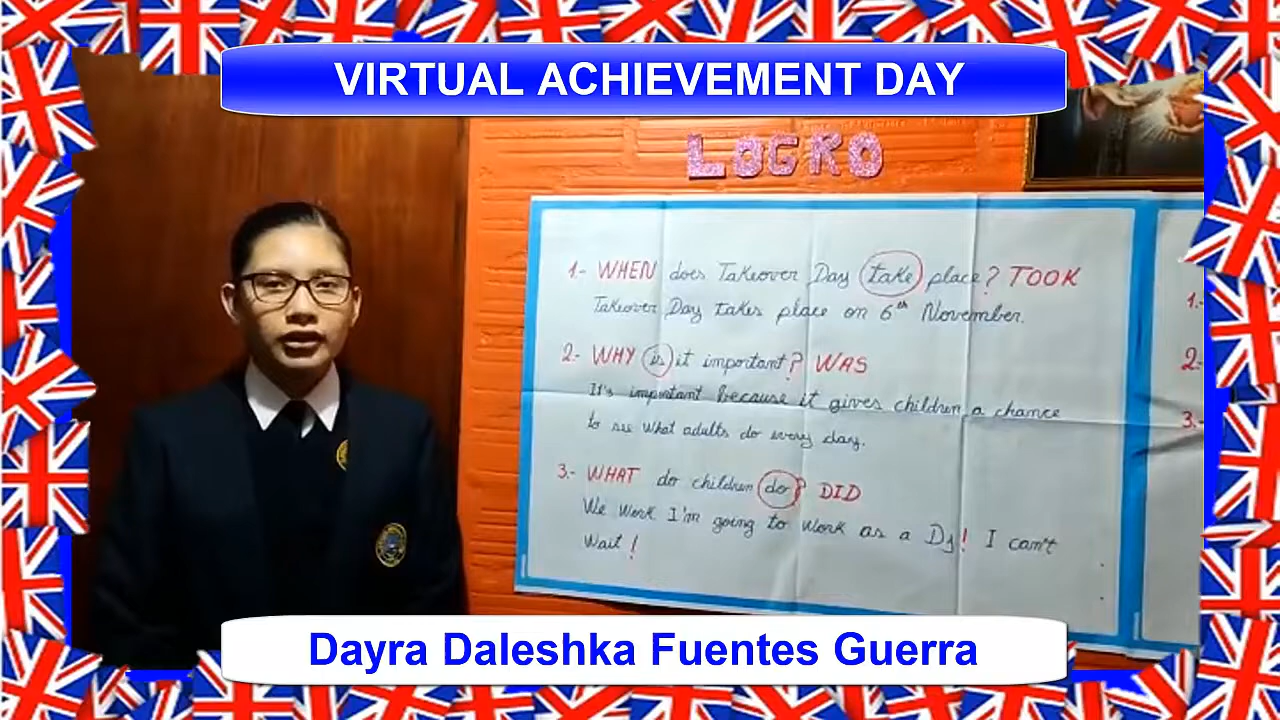 VIRTUAL ACHIEVEMENT DAY
LOGRO
1.- WHEN does Takeover Day take place? TOOK
Takeover Day takes place on 6th November.
2.- WHY is it important? WAS
It's important because it gives children a chance
to see what adults do every day.
3.- WHAT do children do? DID
We work. I'm going to work as a Dj! I can't
wait!
1.-
2.-
3.-
Dayra Daleshka Fuentes Guerra